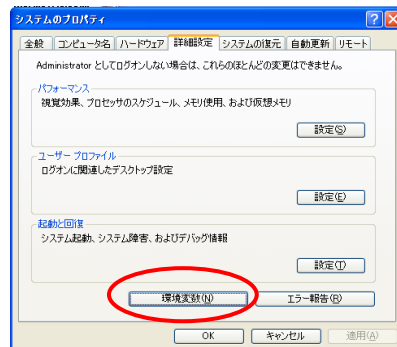 システムのプロパティ
全般 コンピュータ名 ハードウェア 詳細設定 システムの復元 自動更新 リモート
Administrator としてログオンしない場合は、これらのほとんどの変更はできません。
パフォーマンス
視覚効果、プロセッサのスケジュール、メモリ使用、および仮想メモリ
設定(S)
ユーザー プロファイル
ログオンに関連したデスクトップ設定
設定(E)
起動と回復
システム起動、システム障害、およびデバッグ情報
設定(T)
環境変数(N) エラー報告(R)
OK キャンセル 適用(A)